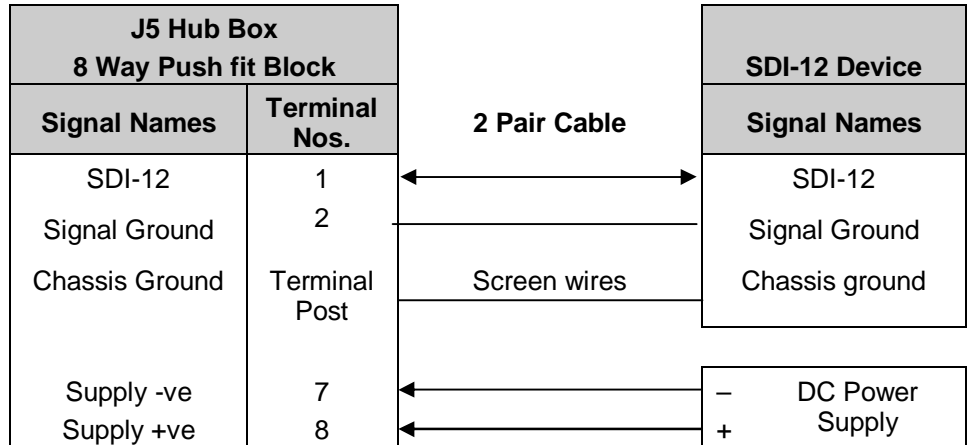 J5 Hub Box
8 Way Push fit Block
SDI-12 Device
Signal Names
Terminal
Nos.
2 Pair Cable
Signal Names
SDI-12
1
SDI-12
Signal Ground
2
Signal Ground
Chassis Ground
Terminal
Post
Screen wires
Chassis ground
Supply -ve
7
–
DC Power
Supply
Supply +ve
8
+